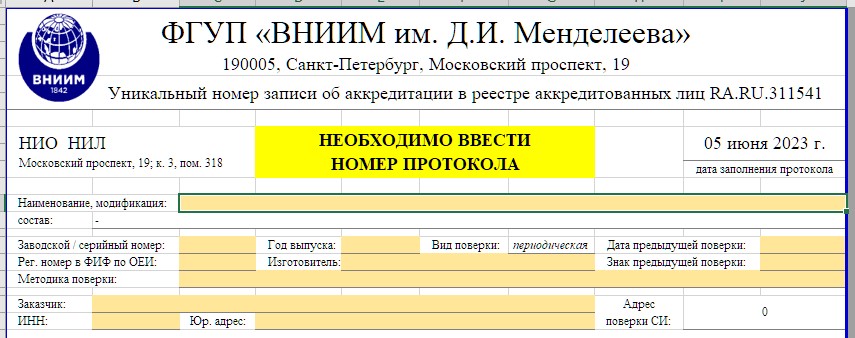 ФГУП «ВНИИМ им. Д.И. Менделеева»
190005, Санкт-Петербург, Московский проспект, 19
Уникальный номер записи об аккредитации в реестре аккредитованных лиц RA.RU.311541
ВНИИМ
1842
НИО НИЛ
Московский проспект, 19; к. 3, пом. 318
НЕОБХОДИМО ВВЕСТИ
НОМЕР ПРОТОКОЛА
05 июня 2023 г.
дата заполнения протокола
Наименование, модификация:
состав: -
Заводской / серийный номер: Год выпуска: Вид поверки: периодическая Дата предыдущей поверки:
Рег. номер в ФИФ по ОЕИ: Изготовитель: Знак предыдущей поверки:
Методика поверки:
Заказчик:
ИНН: Юр. адрес:
Адрес
поверки СИ:
0